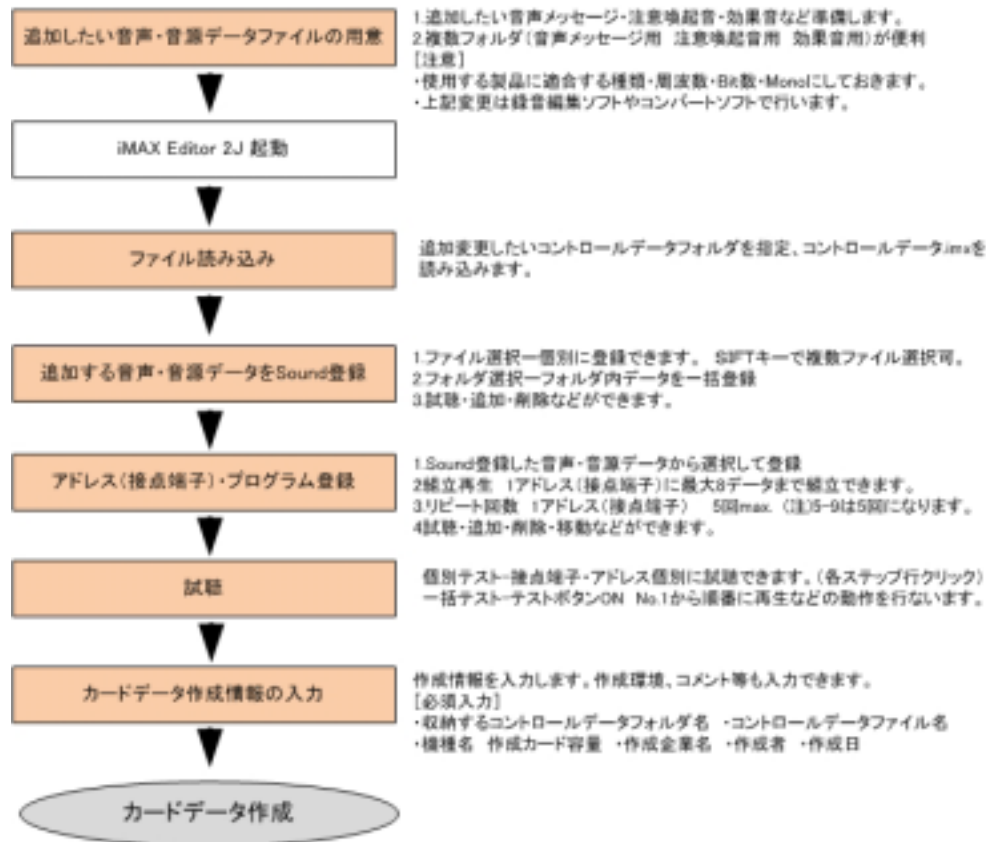 追加したい音声・音源データファイルの用意
1.追加したい音声メッセージ・注意喚起音・効果音など準備します。
2.複数フォルダ(音声メッセージ用 注意喚起音用 効果音用)が便利
[注意]
・使用する製品に適合する種類・周波数・Bit数・Monoにしておきます。
・上記変更は録音編集ソフトやコンバートソフトで行います。
iMAX Editor 2J 起動
ファイル読み込み
追加変更したいコントロールデータフォルダを指定、コントロールデータ.imxを
読み込みます。
追加する音声・音源データをSound登録
1.ファイル選択ー個別に登録できます。 SIFTキーで複数ファイル選択可。
2.フォルダ選択ーフォルダ内データを一括登録
3.試聴・追加・削除などができます。
アドレス(接点端子)・プログラム登録
1.Sound登録した音声・音源データから選択して登録
2組立再生 1アドレス(接点端子)に最大8データまで組立できます。
3.リピート回数 1アドレス(接点端子) 5回max. (注)5-9は5回になります。
4試聴・追加・削除・移動などができます。
試聴
個別テスト-接点端子・アドレス個別に試聴できます。(各ステップ行クリック)
一括テスト-テストボタンON No.1から順番に再生などの動作を行ないます。
カードデータ作成情報の入力
作成情報を入力します。作成環境、コメント等も入力できます。
[必須入力]
・収納するコントロールデータフォルダ名 ・コントロールデータファイル名
・機種名 作成カード容量 ・作成企業名 ・作成者 ・作成日
カードデータ作成